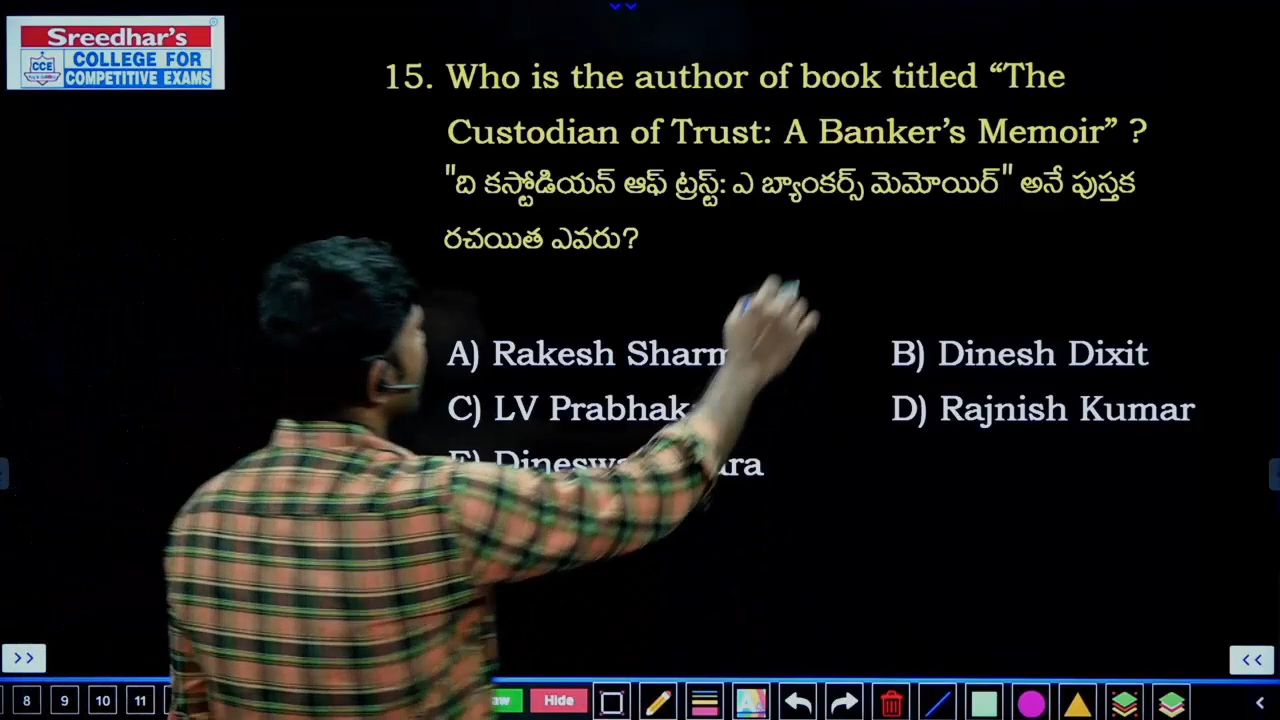 Sreedhar's
CCE
COLLEGE FOR
COMPETITIVE EXAMS
15. Who is the author of book titled “The
Custodian of Trust: A Banker’s Memoir” ?
"ది కస్టోడియన్ ఆఫ్ ట్రస్ట్: ఎ బ్యాంకర్స్ మెమోయిర్" అనే పుస్తక
రచయిత ఎవరు?
A) Rakesh
B) Dinesh Dixit
C) LV
D) Rajnish Kumar
E)
>>
<<
8 9 10 11
Hide